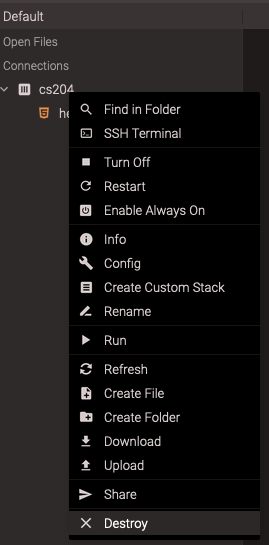 Default
Open Files
Connections
cs204
he
Find in Folder
SSH Terminal
Turn Off
Restart
Enable Always On
Info
Config
Create Custom Stack
Rename
Run
Refresh
Create File
Create Folder
Download
Upload
Share
Destroy